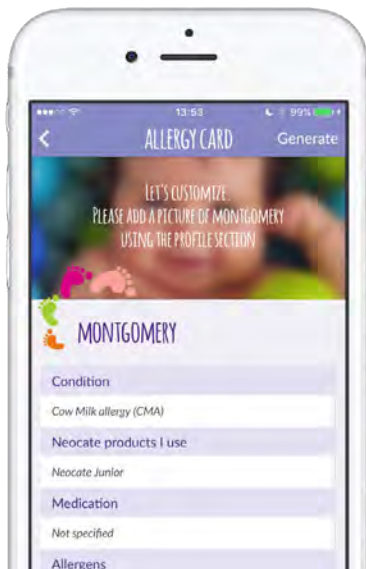 13:53
99%
ALLERGY CARD
Generate
LET'S CUSTOMIZE.
PLEASE ADD A PICTURE OF MONTGOMERY
USING THE PROFILE SECTION
MONTGOMERY
Condition
Cow Milk allergy (CMA)
Neocate products I use
Neocate Junior
Medication
Not specified
Allergens